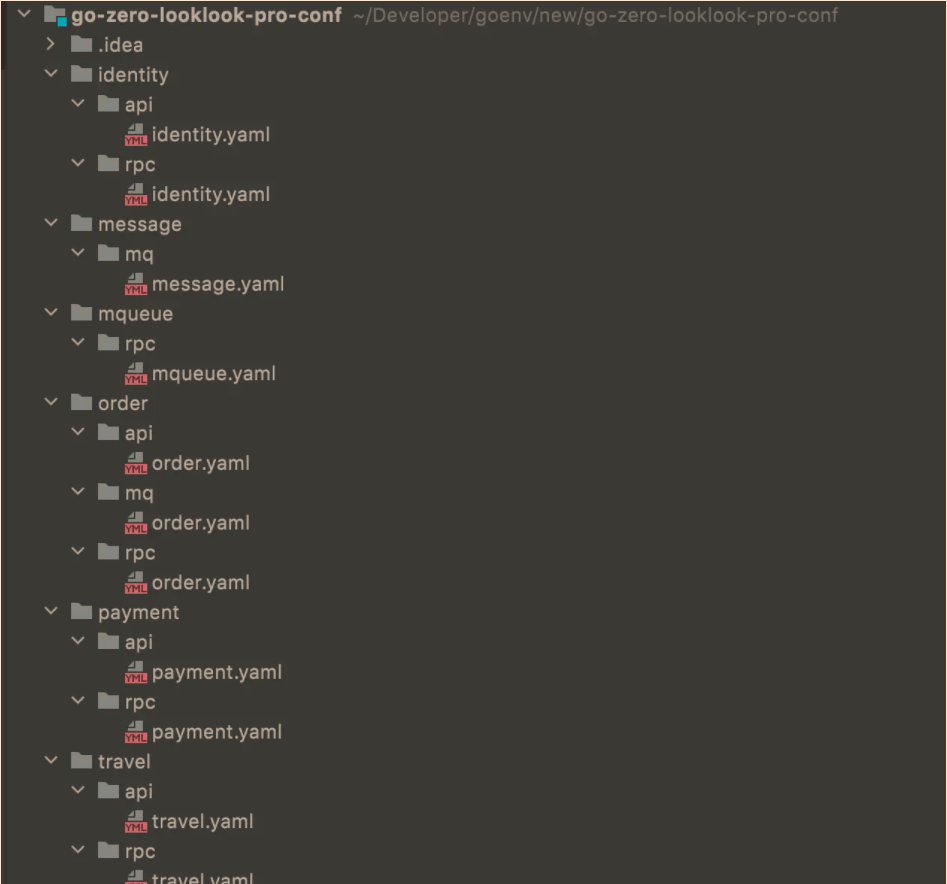 go-zero-looklook-pro-conf ~/Developer/goenv/new/go-zero-looklook-pro-conf
.idea
identity
api
YML identity.yaml
rpc
YML identity.yaml
message
mq
YML message.yaml
mqueue
rpc
YML mqueue.yaml
order
api
YML order.yaml
mq
YML order.yaml
rpc
YML order.yaml
payment
api
YML payment.yaml
rpc
YML payment.yaml
travel
api
YML travel.yaml
rpc
travel.yaml